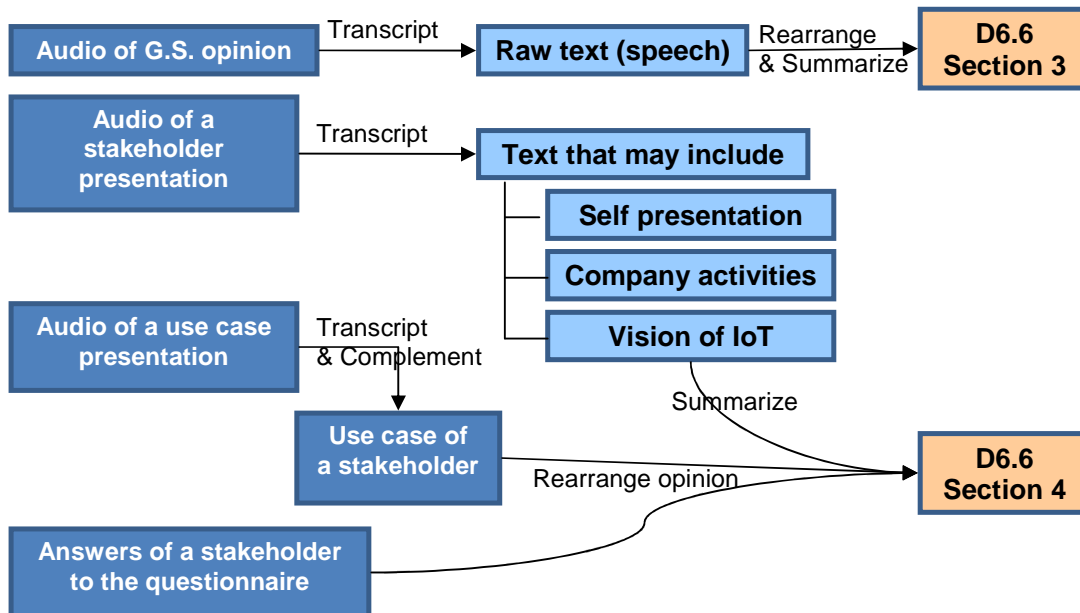 Audio of G.S. opinion
Transcript
Raw text (speech)
Rearrange
& Summarize
D6.6
Section 3
Audio of a
stakeholder
presentation
Transcript
Text that may include
Self presentation
Company activities
Vision of IoT
Audio of a use case
presentation
Transcript
& Complement
Summarize
Use case of
a stakeholder
Rearrange opinion
D6.6
Section 4
Answers of a stakeholder
to the questionnaire